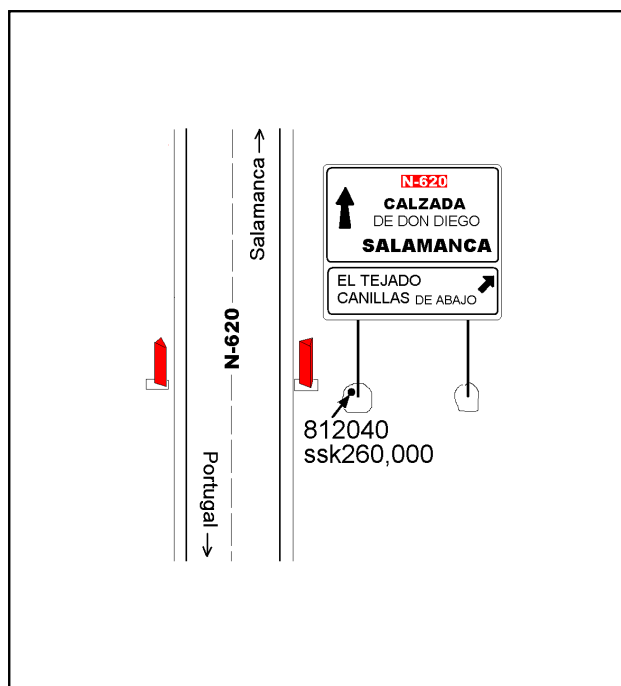 Salamanca →
N-620
Portugal →
N-620
CALZADA
DE DON DIEGO
SALAMANCA
EL TEJADO
CANILLAS DE ABAJO
812040
ssk260,000